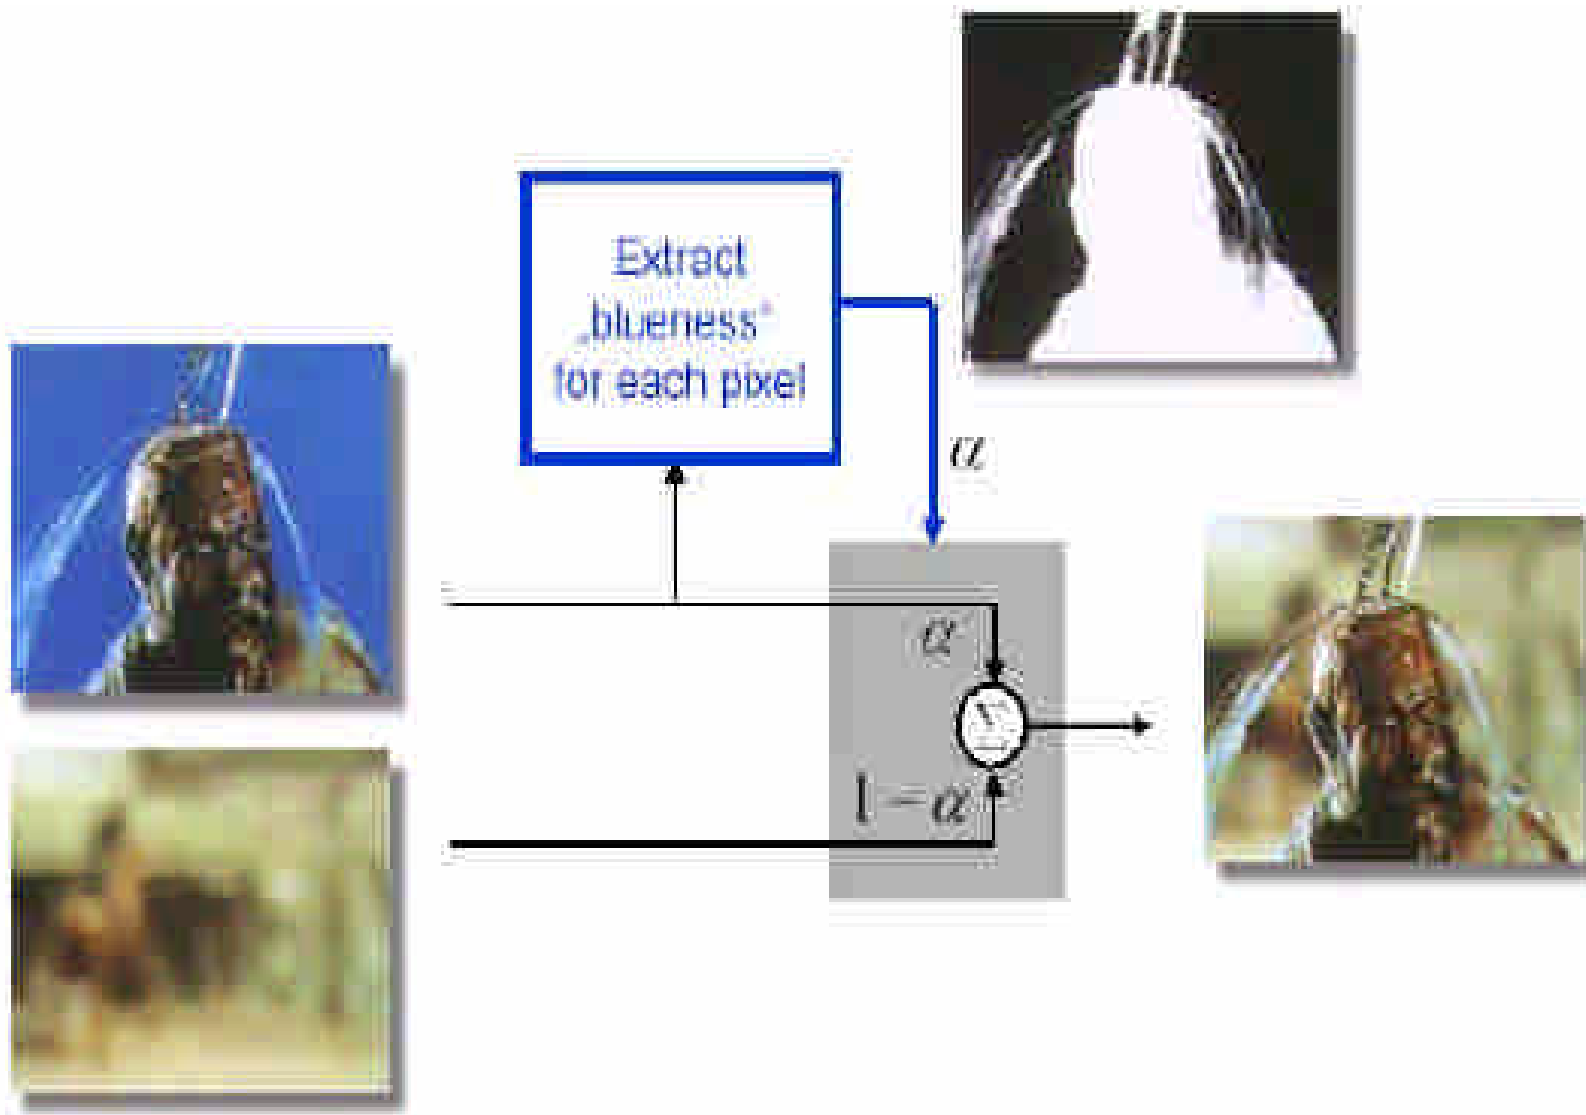 Extract
„blueness“
for each pixel
α
α
Σ
1 − α